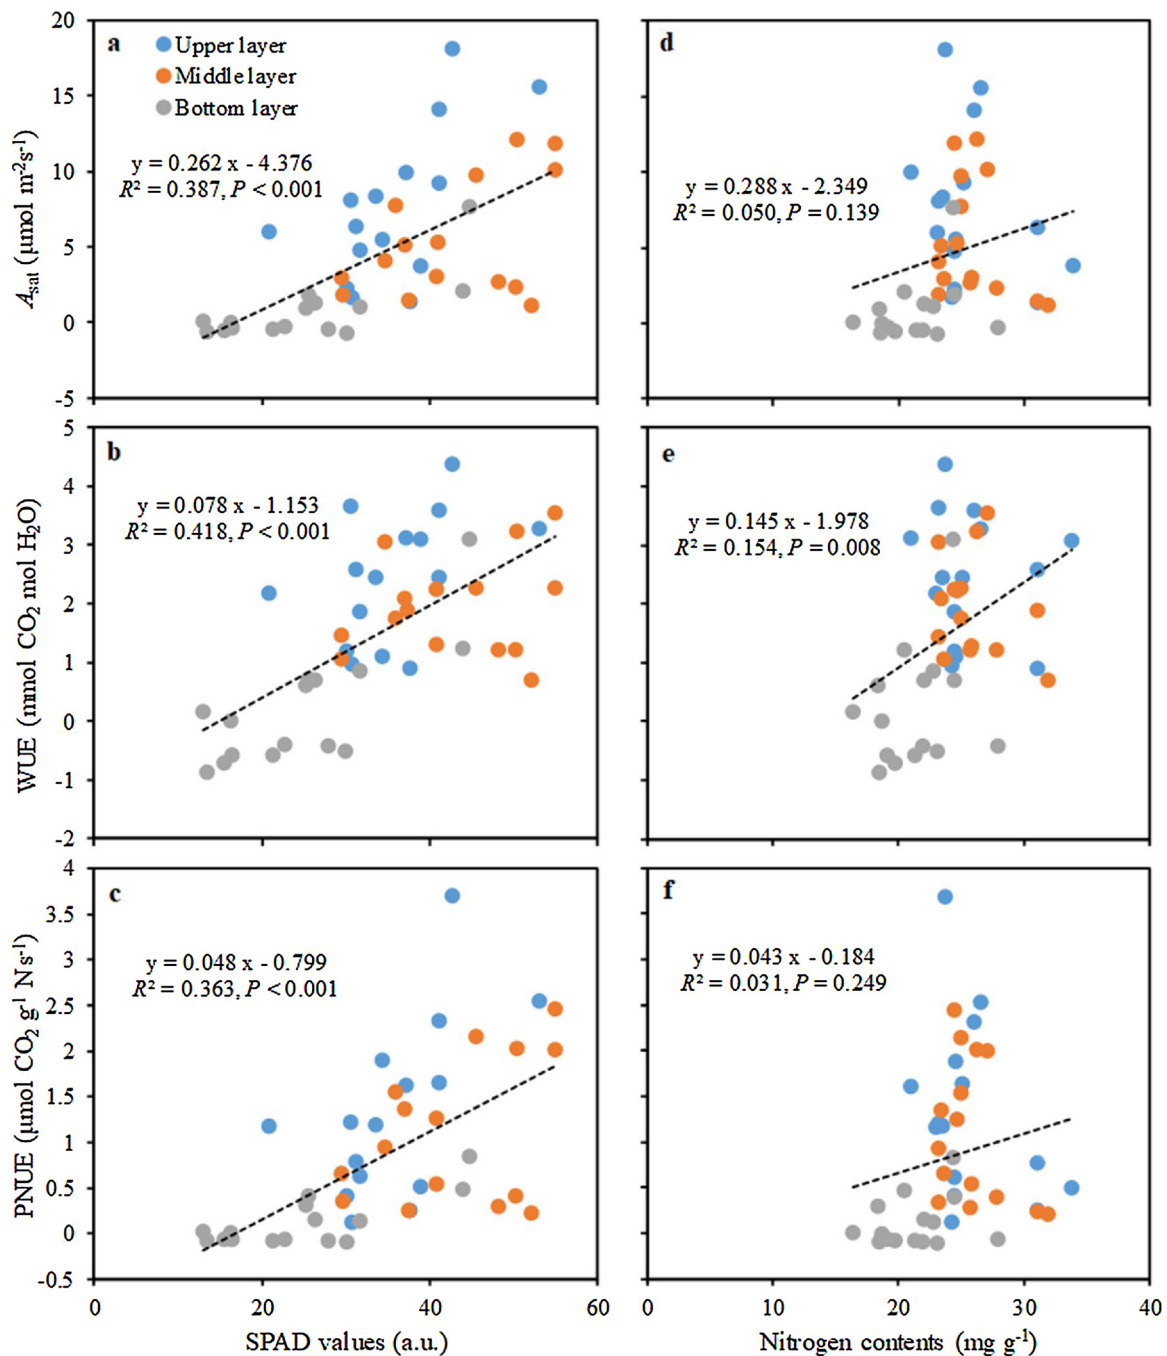 a
Upper layer
Middle layer
Bottom layer
y = 0.262 x - 4.376
R² = 0.387, P < 0.001
20
15
10
5
0
-5
Asat (µmol m⁻²s⁻¹)
d
y = 0.288 x - 2.349
R² = 0.050, P = 0.139
b
y = 0.078 x - 1.153
R² = 0.418, P < 0.001
5
4
3
2
1
0
-1
-2
WUE (mmol CO₂ mol H₂O)
e
y = 0.145 x - 1.978
R² = 0.154, P = 0.008
c
y = 0.048 x - 0.799
R² = 0.363, P < 0.001
4
3.5
3
2.5
2
1.5
1
0.5
0
-0.5
PNUE (µmol CO₂ g⁻¹ N s⁻¹)
0 20 40 60
SPAD values (a.u.)
f
y = 0.043 x - 0.184
R² = 0.031, P = 0.249
0 10 20 30 40
Nitrogen contents (mg g⁻¹)